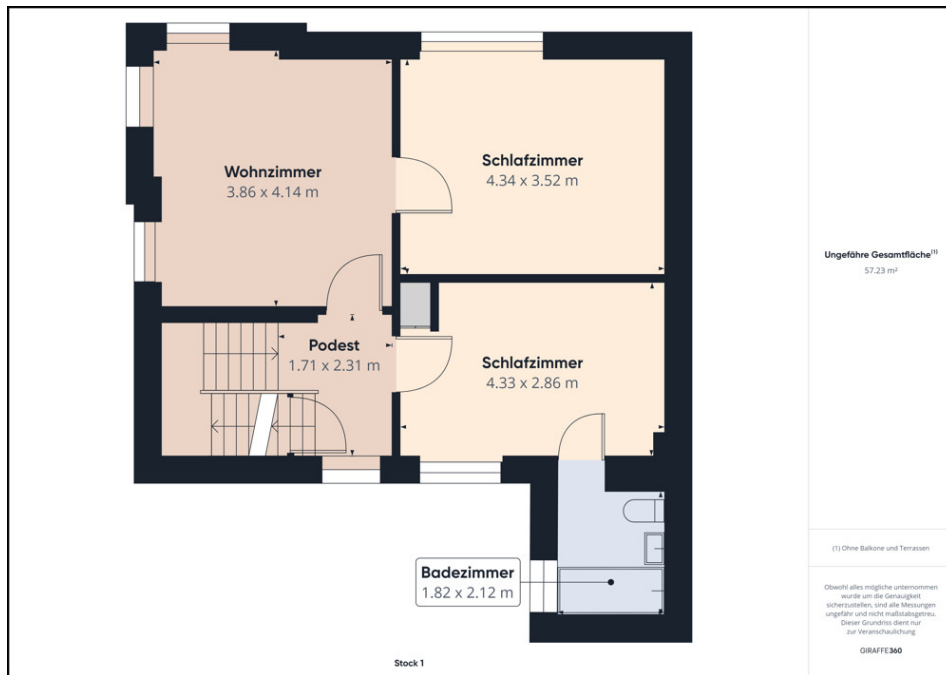 Wohnzimmer
3.86 x 4.14 m
Schlafzimmer
4.34 x 3.52 m
Podest
1.71 x 2.31 m
Schlafzimmer
4.33 x 2.86 m
Badezimmer
1.82 x 2.12 m
Stock 1
Ungefähre Gesamtfläche(1)
57.23 m²
(1) Ohne Balkone und Terrassen
Obwohl alles mögliche unternommen
wurde um die Genauigkeit
sicherzustellen, sind alle Messungen
ungefähr und nicht maßstabsgetreu.
Dieser Grundriss dient nur
zur Veranschaulichung
GIRAFFE360